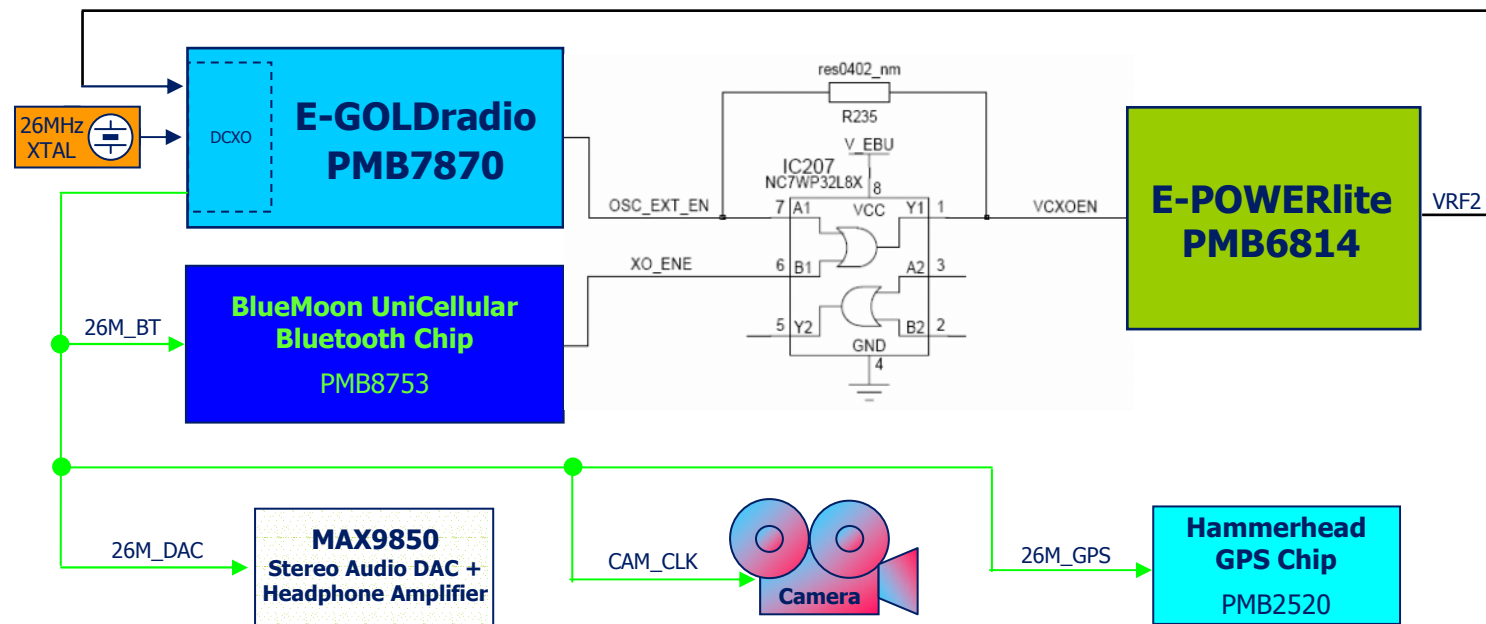 26MHz
XTAL
DCXO
E-GOLDradio
PMB7870
res0402_nm
R235
V_EBU
IC207
NC7WP32L8X
8
OSC_EXT_EN
7
A1
VCC
Y1
1
VCXOEN
E-POWERlite
PMB6814
VRF2
XO_ENE
6
B1
A2
3
5
Y2
B2
2
GND
4
26M_BT
BlueMoon UniCellular
Bluetooth Chip
PMB8753
26M_DAC
MAX9850
Stereo Audio DAC +
Headphone Amplifier
CAM_CLK
Camera
26M_GPS
Hammerhead
GPS Chip
PMB2520